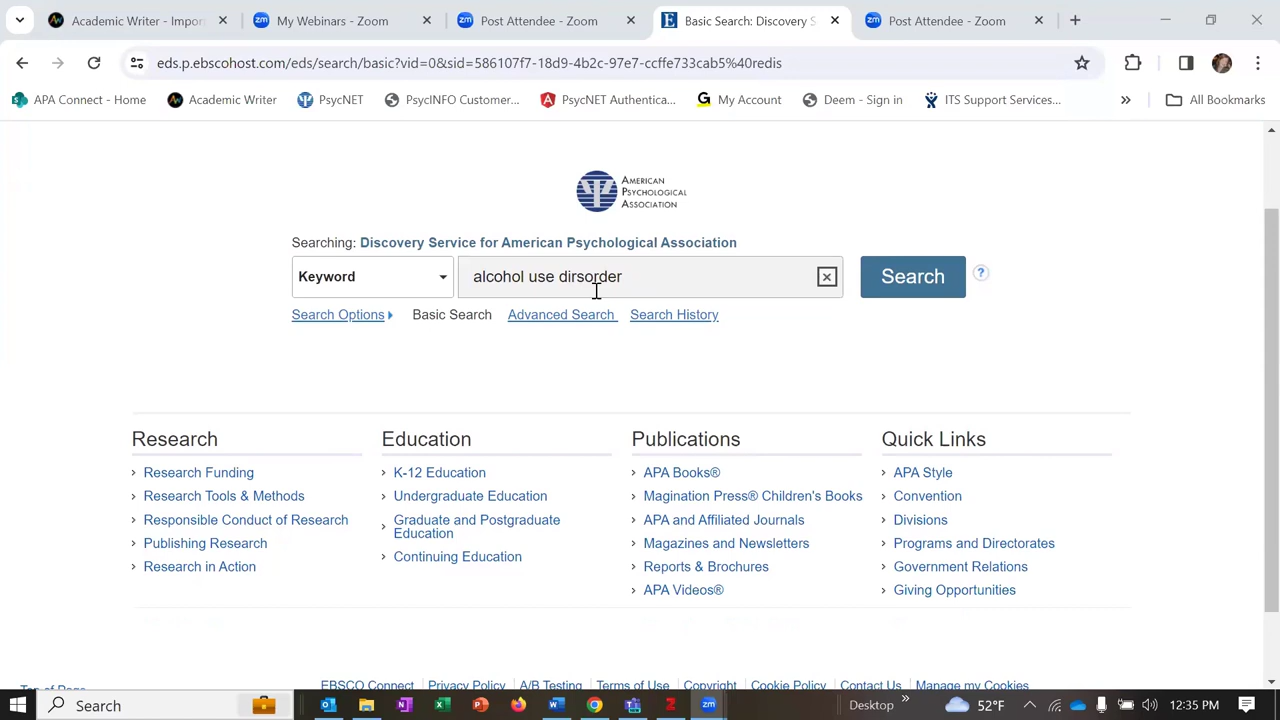 Academic Writer - Impor
My Webinars - Zoom
Post Attendee - Zoom
Basic Search: Discovery S
Post Attendee - Zoom
eds.p.ebscohost.com/eds/search/basic?vid=0&sid=586107f7-18d9-4b2c-97e7-ccffe733cab5%40redis
APA Connect - Home
Academic Writer
PsycNET
PsycINFO Customer...
PsycNET Authentica...
My Account
Deem - Sign in
ITS Support Services...
All Bookmarks
AMERICAN
PSYCHOLOGICAL
ASSOCIATION
Searching: Discovery Service for American Psychological Association
Keyword
alcohol use dirsorder
Search
Search Options
Basic Search
Advanced Search
Search History
Research
Research Funding
Research Tools & Methods
Responsible Conduct of Research
Publishing Research
Research in Action
Education
K-12 Education
Undergraduate Education
Graduate and Postgraduate
Education
Continuing Education
Publications
APA Books®
Magination Press® Children's Books
APA and Affiliated Journals
Magazines and Newsletters
Reports & Brochures
APA Videos®
Quick Links
APA Style
Convention
Divisions
Programs and Directorates
Government Relations
Giving Opportunities
Top of Page
EBSCO Connect
Privacy Policy
A/B Testing
Terms of Use
Copyright
Cookie Policy
Contact Us
Manage my Cookies
Search
Desktop
52°F
12:35 PM